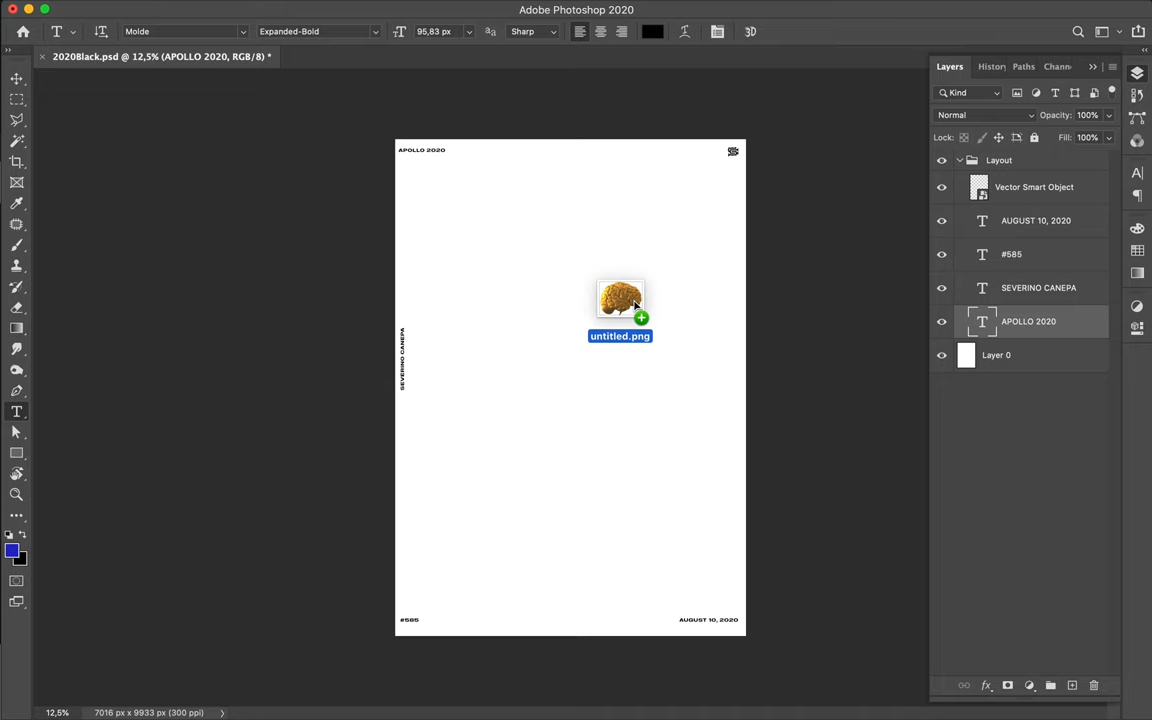 Adobe Photoshop 2020
Molde
Expanded-Bold
95,83 px
Sharp
3D
2020Black.psd @ 12,5% (APOLLO 2020, RGB/8) *
Layers
History
Paths
Chann
Kind
Normal
Opacity: 100%
Lock:
Fill: 100%
Layout
Vector Smart Object
AUGUST 10, 2020
#585
SEVERINO CANEPA
APOLLO 2020
Layer 0
APOLLO 2020
untitled.png
SEVERINO CANEPA
#585
AUGUST 10, 2020
12,5%
7016 px x 9933 px (300 ppi)